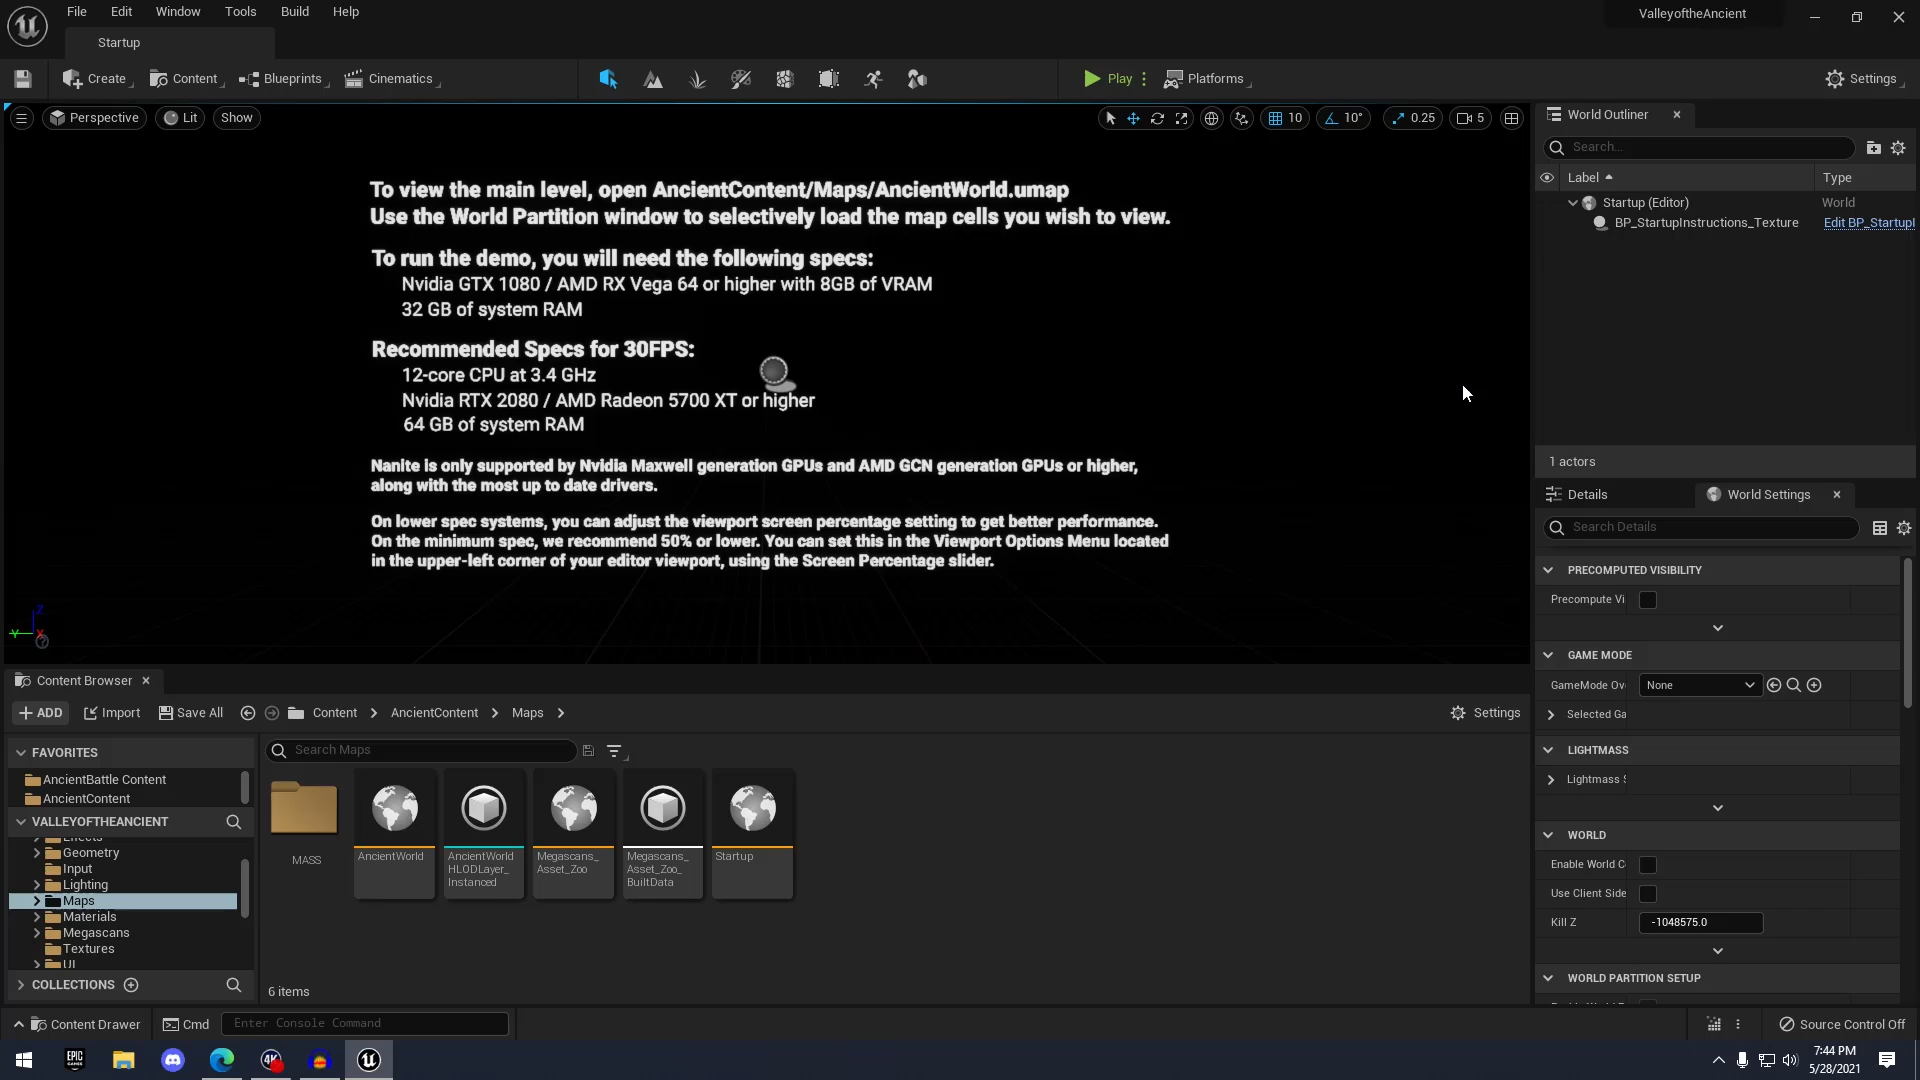 File Edit Window Tools Build Help
ValleyoftheAncient
Startup
Create Content Blueprints Cinematics Play Platforms Settings
Perspective Lit Show 10 10° 0.25 5
To view the main level, open AncientContent/Maps/AncientWorld.umap
Use the World Partition window to selectively load the map cells you wish to view.
To run the demo, you will need the following specs:
Nvidia GTX 1080 / AMD RX Vega 64 or higher with 8GB of VRAM
32 GB of system RAM
Recommended Specs for 30FPS:
12-core CPU at 3.4 GHz
Nvidia RTX 2080 / AMD Radeon 5700 XT or higher
64 GB of system RAM
Nanite is only supported by Nvidia Maxwell generation GPUs and AMD GCN generation GPUs or higher,
along with the most up to date drivers.
On lower spec systems, you can adjust the viewport screen percentage setting to get better performance.
On the minimum spec, we recommend 50% or lower. You can set this in the Viewport Options Menu located
in the upper-left corner of your editor viewport, using the Screen Percentage slider.
Z
Y X
World Outliner
Search...
Label Type
Startup (Editor) World
BP_StartupInstructions_Texture Edit BP_StartupI
1 actors
Details World Settings
Search Details
PRECOMPUTED VISIBILITY
Precompute Vi
GAME MODE
GameMode Ov None
Selected Ga
LIGHTMASS
Lightmass S
WORLD
Enable World C
Use Client Side
Kill Z -1048575.0
WORLD PARTITION SETUP
Content Browser
ADD Import Save All Content AncientContent Maps Settings
FAVORITES
AncientBattle Content
AncientContent
VALLEYOFTHEANCIENT
Effects
Geometry
Input
Lighting
Maps
Materials
Megascans
Textures
UI
COLLECTIONS
Search Maps
MASS
AncientWorld
AncientWorld
HLODLayer_
Instanced
Megascans_
Asset_Zoo
Megascans_
Asset_Zoo_
BuiltData
Startup
6 items
Content Drawer Cmd Enter Console Command Source Control Off
EPIC
GAMES
4K
7:44 PM
5/28/2021